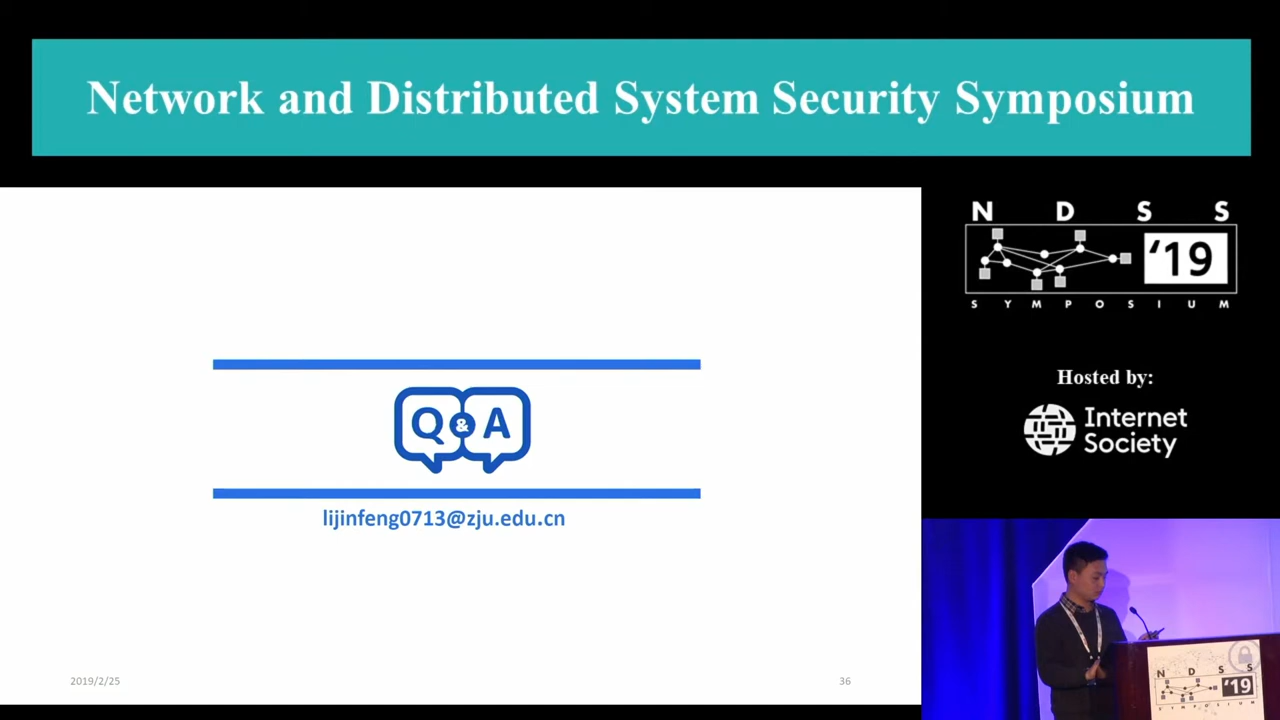 Network and Distributed System Security Symposium
N D S S
'19
S Y M P O S I U M
Hosted by:
Internet
Society
Q & A
lijinfeng0713@zju.edu.cn
2019/2/25
36
N D S S
'19
S Y M P O S I U M